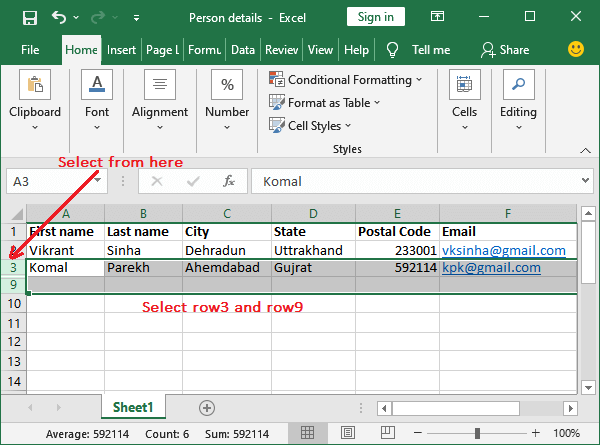 Person details - Excel
Sign in
File Home Insert Page L Formu Data Review View Tell me Share
Clipboard
Font
Alignment
%
Number
Conditional Formatting
Format as Table
Cell Styles
Styles
Cells
Editing
Select from here
A3 fx Komal
A B C D E F
1 First name Last name City State Postal Code Email
2 Vikrant Sinha Dehradun Uttrakhand 233001 vksinha@gmail.com
3 Komal Parekh Ahemdabad Gujrat 592114 kpk@gmail.com
9
10 Select row3 and row9
11
12
13
14
Sheet1
Average: 592114 Count: 6 Sum: 592114 100%